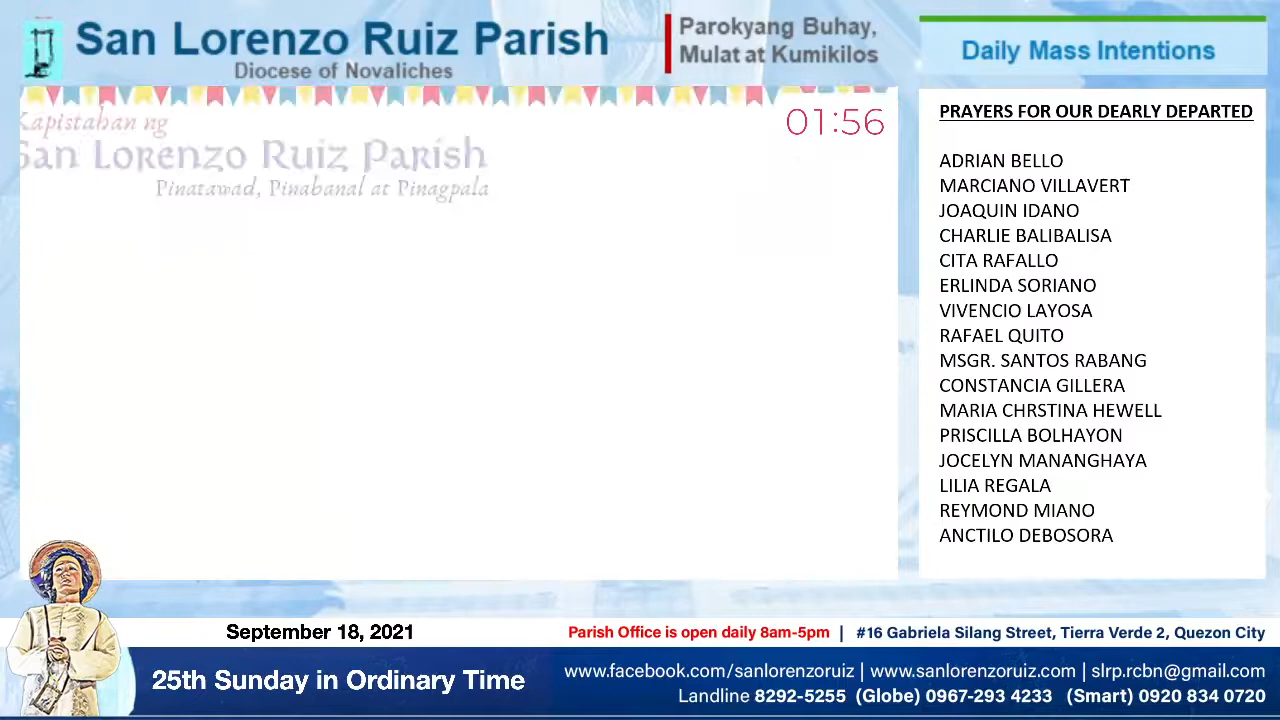 San Lorenzo Ruiz Parish
Diocese of Novaliches
Parokyang Buhay,
Mulat at Kumikilos
Daily Mass Intentions
Kapistahan ng
San Lorenzo Ruiz Parish
Pinatawad, Pinabanal at Pinagpala
01:56
PRAYERS FOR OUR DEARLY DEPARTED
ADRIAN BELLO
MARCIANO VILLAVERT
JOAQUIN IDANO
CHARLIE BALIBALISA
CITA RAFALLO
ERLINDA SORIANO
VIVENCIO LAYOSA
RAFAEL QUITO
MSGR. SANTOS RABANG
CONSTANCIA GILLERA
MARIA CHRSTINA HEWELL
PRISCILLA BOLHAYON
JOCELYN MANANGHAYA
LILIA REGALA
REYMOND MIANO
ANCTILO DEBOSORA
September 18, 2021
Parish Office is open daily 8am-5pm | #16 Gabriela Silang Street, Tierra Verde 2, Quezon City
25th Sunday in Ordinary Time
www.facebook.com/sanlorenzoruiz | www.sanlorenzoruiz.com | slrp.rcbn@gmail.com
Landline 8292-5255 (Globe) 0967-293 4233 (Smart) 0920 834 0720